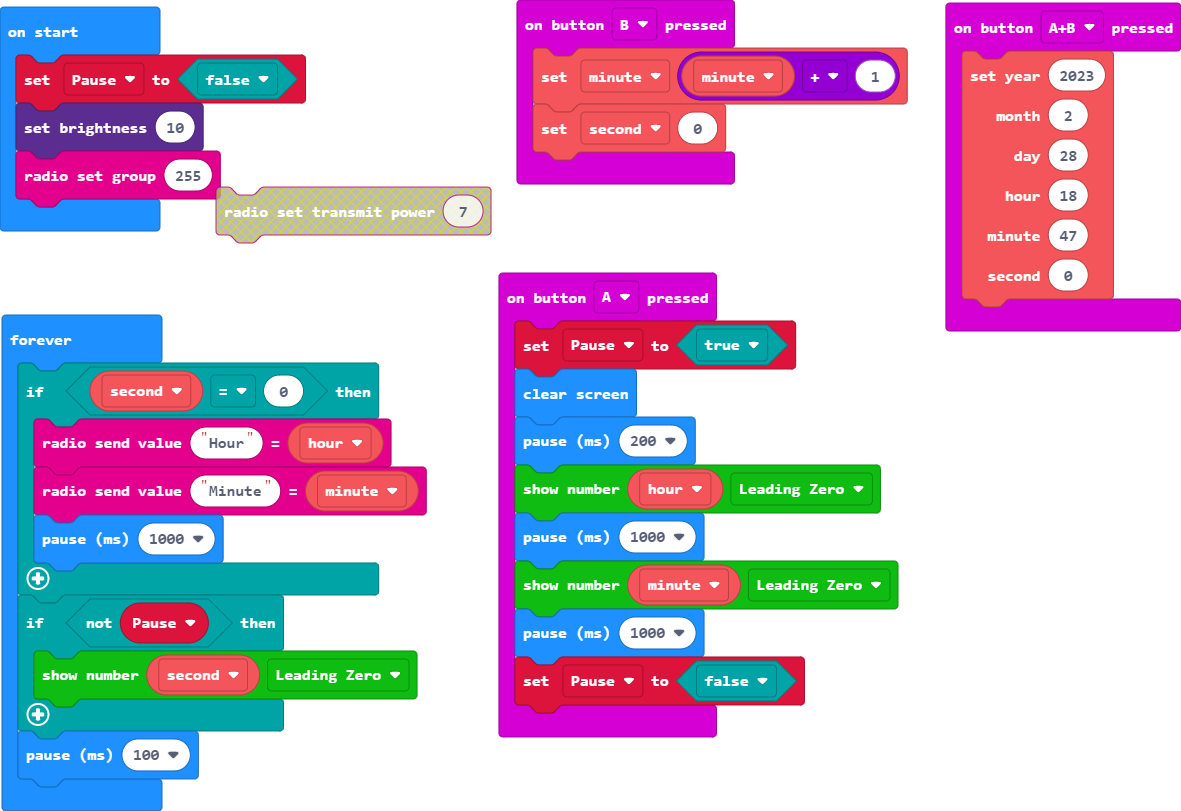 on start
set Pause to false
set brightness 10
radio set group 255
radio set transmit power 7
on button B pressed
set minute minute + 1
set second 0
on button A+B pressed
set year 2023
month 2
day 28
hour 18
minute 47
second 0
forever
if second = 0 then
radio send value "Hour" = hour
radio send value "Minute" = minute
pause (ms) 1000
if not Pause then
show number second Leading Zero
pause (ms) 100
on button A pressed
set Pause to true
clear screen
pause (ms) 200
show number hour Leading Zero
pause (ms) 1000
show number minute Leading Zero
pause (ms) 1000
set Pause to false